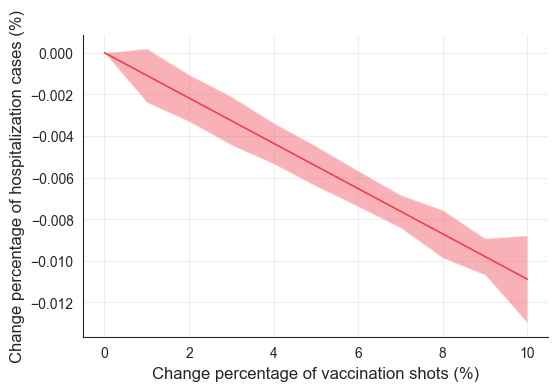 Change percentage of hospitalization cases (%)
0.000
−0.002
−0.004
−0.006
−0.008
−0.010
−0.012
0 2 4 6 8 10
Change percentage of vaccination shots (%)